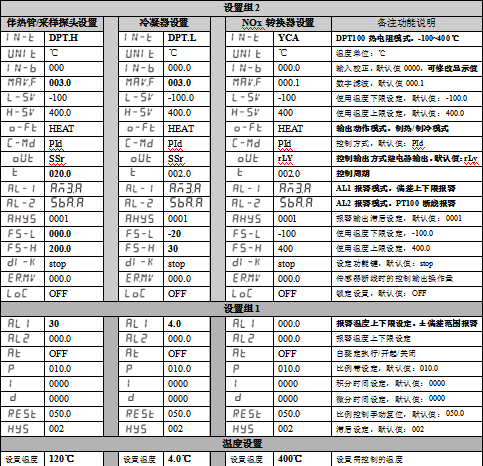 设置组2
伴热管/采样探头设置 冷凝器设置 NOx 转换器设置 备注功能说明
IN-t DPT.H IN-t DPT.L IN-t YCA DPT100 热电阻模式，-100~400℃
UNIt ℃ UNIt ℃ UNIt ℃ 温度单位：℃
IN-b 000.0 IN-b 000.0 IN-b 000.0 输入校正，默认值 0000，可修改显示值
MAV.F 003.0 MAV.F 003.0 MAV.F 000.1 数字滤波，默认值 000.1
L-SV -100 L-SV -100 L-SV -100 使用温度下限设定，默认值：-100.0
H-SV 400.0 H-SV 400.0 H-SV 400 使用温度上限设定，默认值：400.0
o-Ft HEAT o-Ft HEAT o-Ft HEAT 输出动作模式，制热/制冷模式
C-Md PId C-Md PId C-Md PId 控制方式，默认值：PId
oUt SSr oUt SSr oUt rLY 控制输出方式继电器输出，默认值：rLy
t 020.0 t 002.0 t 002.0 控制周期
AL-1 AL-1 AL-1 AL1 报警模式，偏差上下限报警
AL-2 SbA.A AL-2 SbA.A AL-2 SbA.A AL2 报警模式，PT100 断线报警
AHYS 0001 AHYS 0001 AHYS 0001 报警输出滞后设定，默认值：0001
FS-L 000.0 FS-L -20 FS-L -100 使用温度下限设定，-100.0
FS-H 200.0 FS-H 30 FS-H 400 使用温度上限设定，400.0
dI-K stop dI-K stop dI-K stop 设定功能键，默认值：stop
ER.MV 000.0 ER.MV 000.0 ER.MV 000.0 传感器断线时的控制输出操作量
LoC OFF LoC OFF LoC OFF 锁定设置，默认值：OFF
设置组1
AL1 30 AL1 4.0 AL1 000.0 报警温度上下限设定，±偏差范围报警
AL2 000.0 AL2 000.0 AL2 000.0 报警温度上下限设定
At OFF At OFF At OFF 自整定执行/开起/关闭
P 010.0 P 010.0 P 010.0 比例带设定，默认值：010.0
I 0000 I 0000 I 0000 积分时间设定，默认值：0000
d 0000 d 0000 d 0000 微分时间设定，默认值：0000
RESt 050.0 RESt 050.0 RESt 050.0 比例控制手动复位，默认值：050.0
HYS 002 HYS 002 HYS 002 滞后设定，默认值：002
温度设置
设置温度 120℃ 设置温度 4.0℃ 设置温度 400℃ 设置需控制的温度